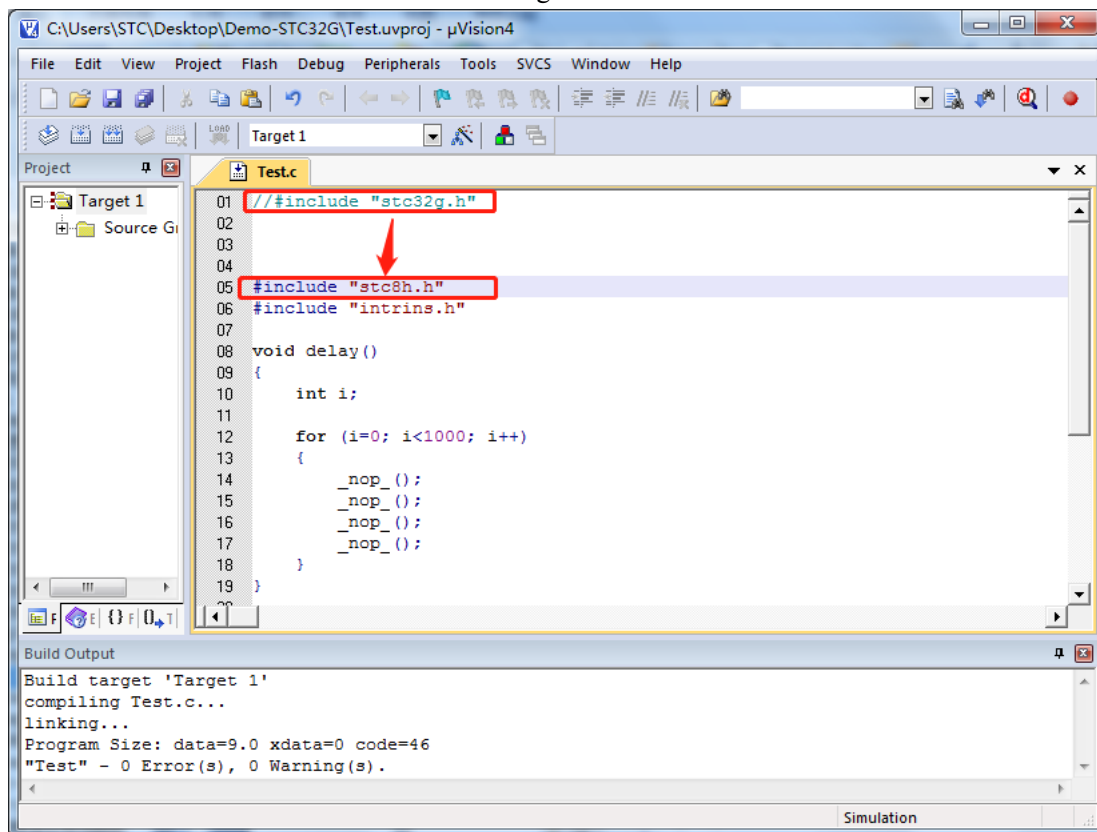 C:\Users\STC\Desktop\Demo-STC32G\Test.uvproj - µVision4
File Edit View Project Flash Debug Peripherals Tools SVCS Window Help
LOAD Target 1
Project
Test.c
Target 1
Source Gr
01 //#include "stc32g.h"
02
03
04
05 #include "stc8h.h"
06 #include "intrins.h"
07
08 void delay()
09 {
10 int i;
11
12 for (i=0; i<1000; i++)
13 {
14 _nop_();
15 _nop_();
16 _nop_();
17 _nop_();
18 }
19 }
F E {} F 0 T
Build Output
Build target 'Target 1'
compiling Test.c...
linking...
Program Size: data=9.0 xdata=0 code=46
"Test" - 0 Error(s), 0 Warning(s).
Simulation